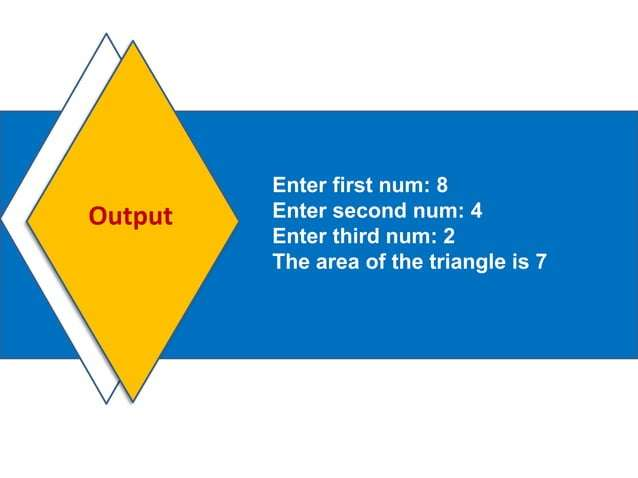 Output
Enter first num: 8
Enter second num: 4
Enter third num: 2
The area of the triangle is 7